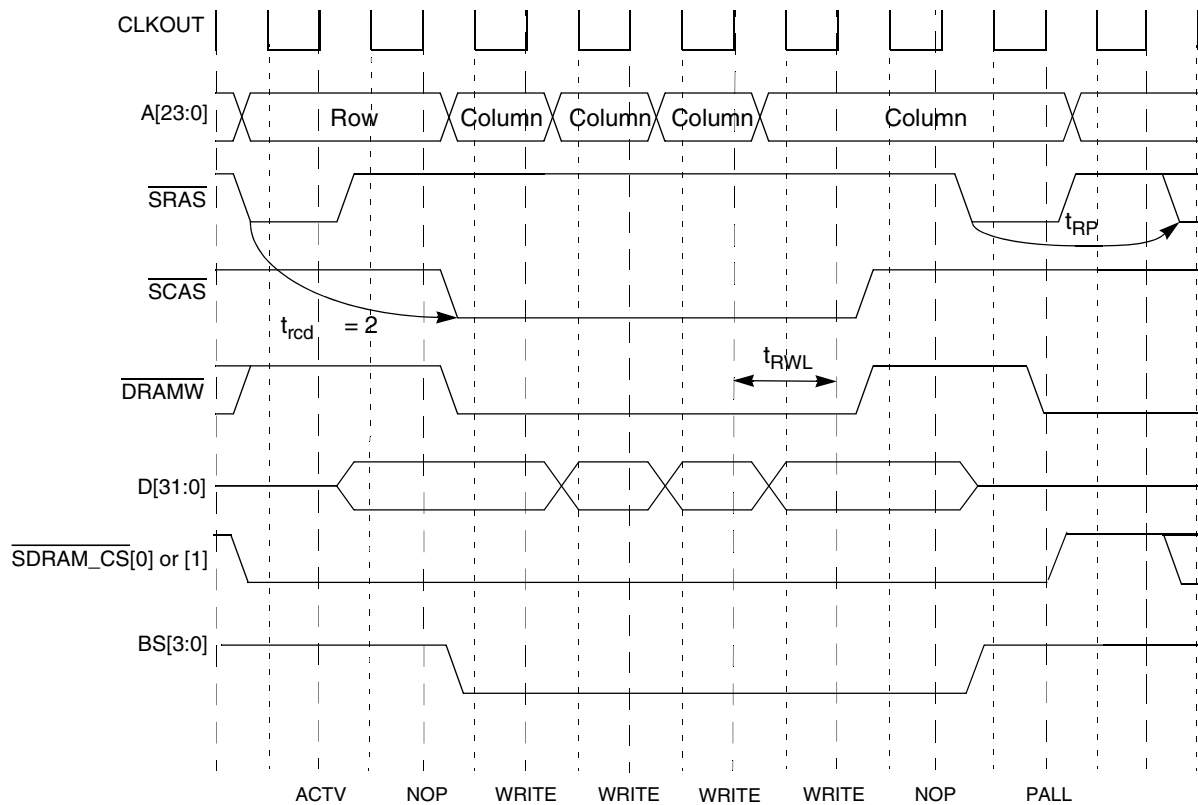 CLKOUT
A[23:0]
Row Column Column Column Column
SRAS
tRP
SCAS
trcd = 2
tRWL
DRAMW
D[31:0]
SDRAM_CS[0] or [1]
BS[3:0]
ACTV NOP WRITE WRITE WRITE WRITE NOP PALL